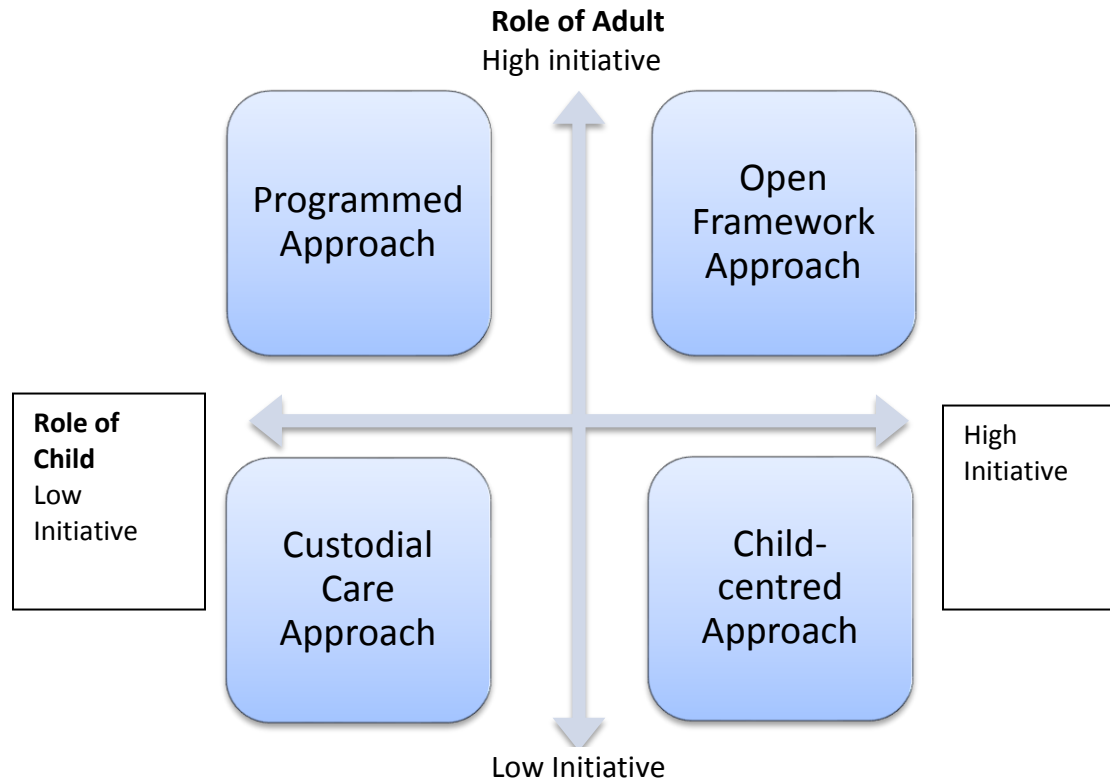 Role of Adult
High initiative
Programmed
Approach
Open
Framework
Approach
Role of
Child
Low
Initiative
High
Initiative
Custodial
Care
Approach
Child-
centred
Approach
Low Initiative